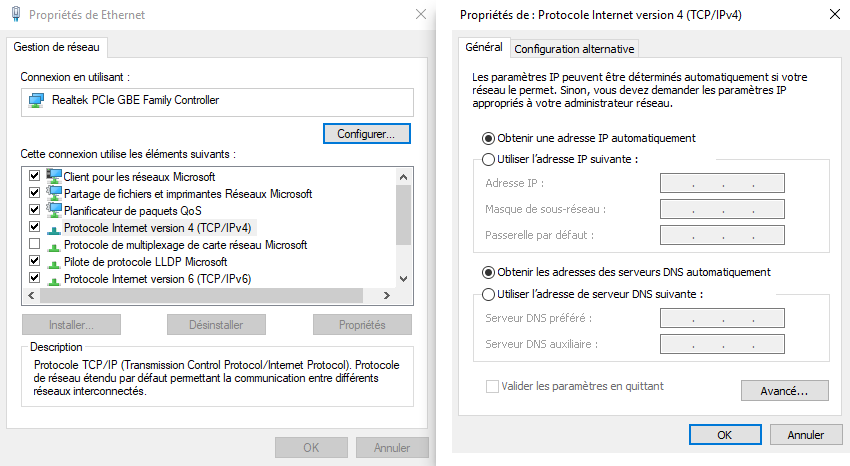 Propriétés de Ethernet
Gestion de réseau
Connexion en utilisant :
Realtek PCIe GBE Family Controller
Configurer...
Cette connexion utilise les éléments suivants :
Client pour les réseaux Microsoft
Partage de fichiers et imprimantes Réseaux Microsoft
Planificateur de paquets QoS
Protocole Internet version 4 (TCP/IPv4)
Protocole de multiplexage de carte réseau Microsoft
Pilote de protocole LLDP Microsoft
Protocole Internet version 6 (TCP/IPv6)
Installer...
Désinstaller
Propriétés
Description
Protocole TCP/IP (Transmission Control Protocol/Internet Protocol). Protocole
de réseau étendu par défaut permettant la communication entre différents
réseaux interconnectés.
OK
Annuler
Propriétés de : Protocole Internet version 4 (TCP/IPv4)
Général
Configuration alternative
Les paramètres IP peuvent être déterminés automatiquement si votre
réseau le permet. Sinon, vous devez demander les paramètres IP
appropriés à votre administrateur réseau.
Obtenir une adresse IP automatiquement
Utiliser l'adresse IP suivante :
Adresse IP :
Masque de sous-réseau :
Passerelle par défaut :
Obtenir les adresses des serveurs DNS automatiquement
Utiliser l'adresse de serveur DNS suivante :
Serveur DNS préféré :
Serveur DNS auxiliaire :
Valider les paramètres en quittant
Avancé...
OK
Annuler